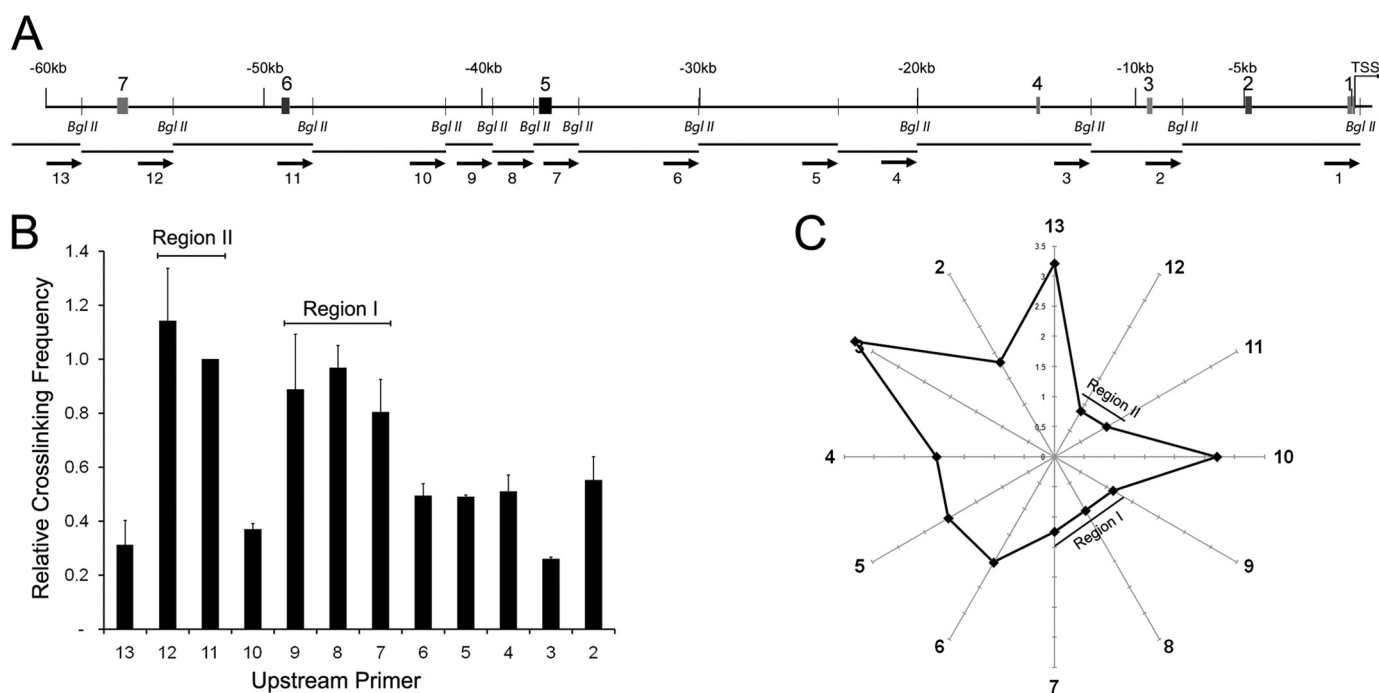 A
-60kb -50kb -40kb -30kb -20kb -10kb -5kb TSS
7 6 5 4 3 2 1
Bgl II Bgl II Bgl II Bgl II Bgl II Bgl II Bgl II Bgl II Bgl II Bgl II Bgl II
13 12 11 10 9 8 7 6 5 4 3 2 1
B
Region II
Region I
Relative Crosslinking Frequency
1.4
1.2
1.0
0.8
0.6
0.4
0.2
-
13 12 11 10 9 8 7 6 5 4 3 2
Upstream Primer
C
13
12
11
10
9
8
7
6
5
4
3
2
3.5
3
2.5
2
1.5
1
0.5
0
Region II
Region I